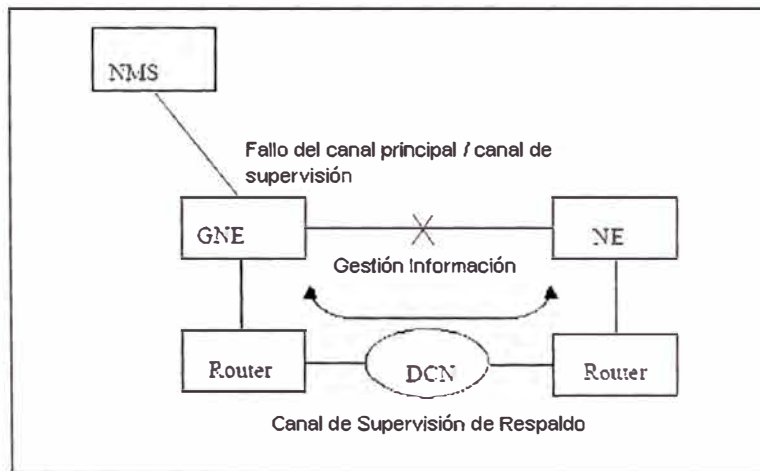 NMS
Fallo del canal principal / canal de
supervisión
GNE
NE
Gestión Información
Router
DCN
Router
Canal de Supervisión de Respaldo